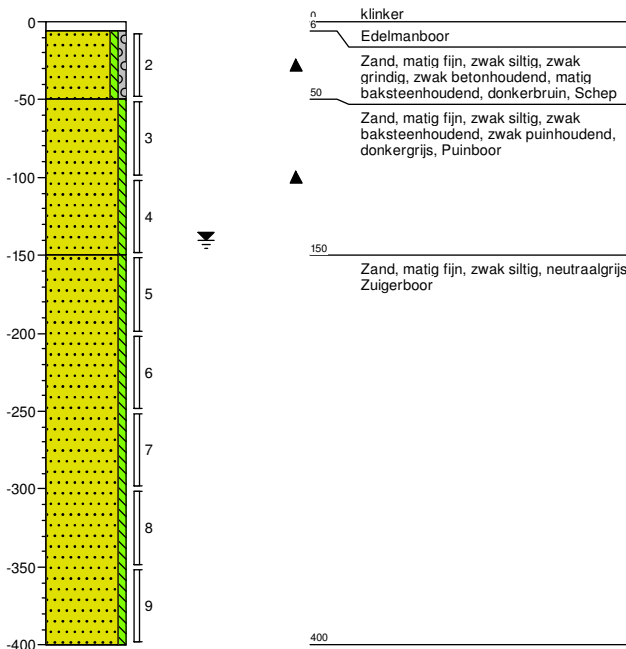 0
-50
-100
-150
-200
-250
-300
-350
-400
2
3
4
5
6
7
8
9
0 klinker
6 Edelmanboor
Zand, matig fijn, zwak siltig, zwak
grindig, zwak betonhoudend, matig
baksteenhoudend, donkerbruin, Schep
50
Zand, matig fijn, zwak siltig, zwak
baksteenhoudend, zwak puinhoudend,
donkergrijs, Puinboor
150
Zand, matig fijn, zwak siltig, neutraalgrijs
Zuigerboor
400